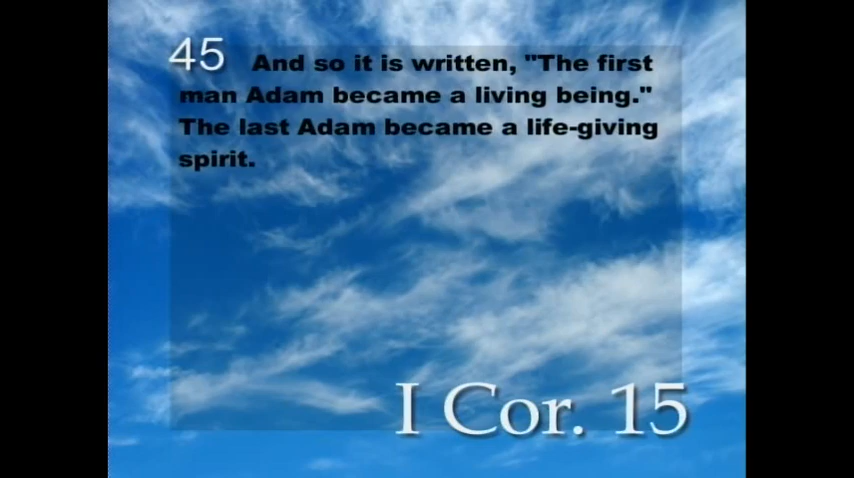 45 And so it is written, "The first
man Adam became a living being."
The last Adam became a life-giving
spirit.
I Cor. 15